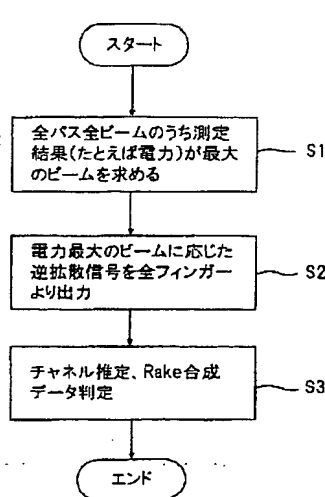 スタート
全パス全ビームのうち測定
結果(たとえば電力)が最大
のビームを求める
S1
電力最大のビームに応じた
逆拡散信号を全フィンガー
より出力
S2
チャネル推定、Rake合成
データ判定
S3
エンド